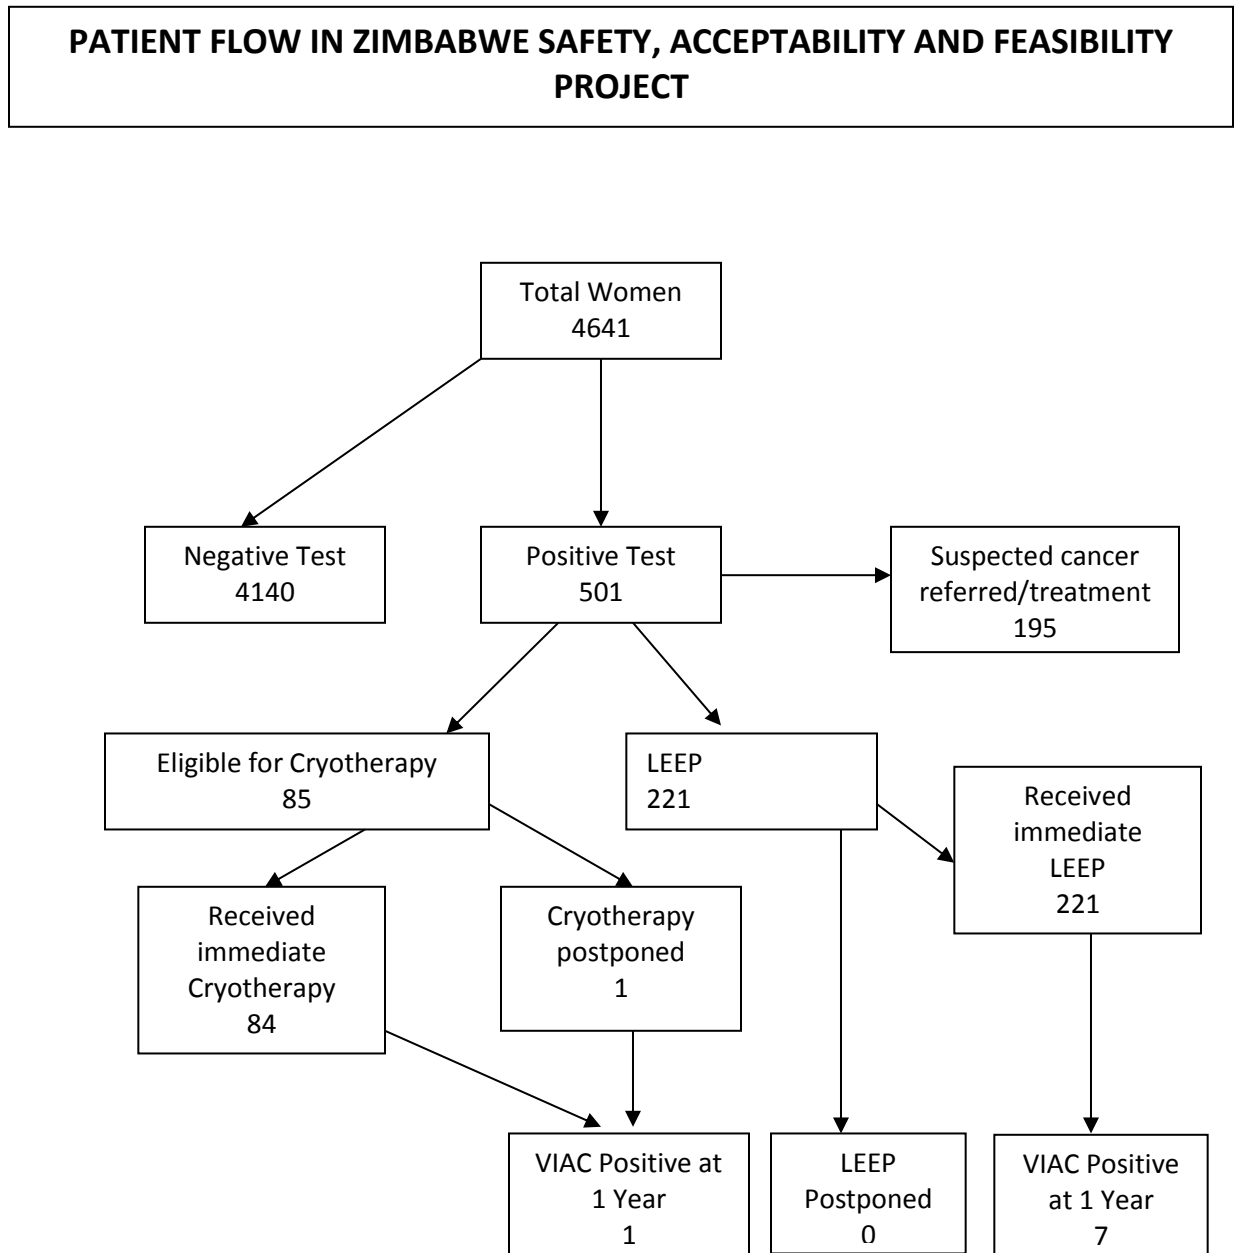 PATIENT FLOW IN ZIMBABWE SAFETY, ACCEPTABILITY AND FEASIBILITY
PROJECT
Total Women
4641
Negative Test
4140
Positive Test
501
Suspected cancer
referred/treatment
195
Eligible for Cryotherapy
85
LEEP
221
Received
immediate
LEEP
221
Received
immediate
Cryotherapy
84
Cryotherapy
postponed
1
VIAC Positive at
1 Year
1
LEEP
Postponed
0
VIAC Positive
at 1 Year
7